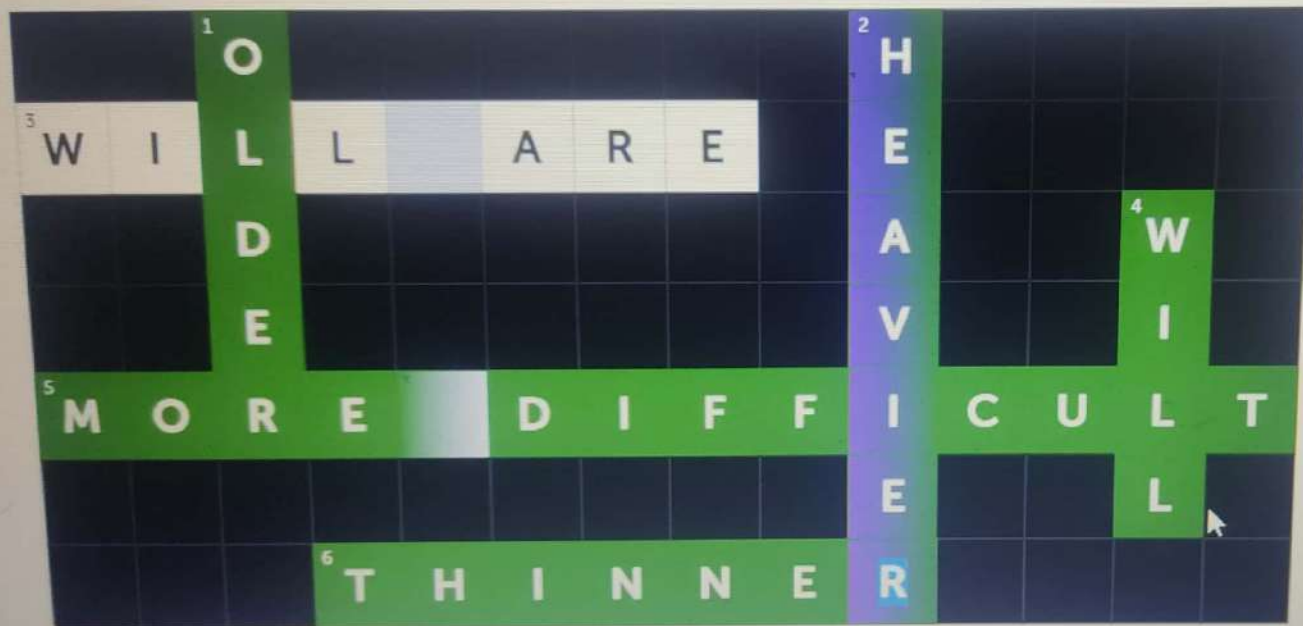 1 O 2 H
3 W I L L A R E E
D A 4 W
E V I
5 M O R E D I F F I C U L T
E L
6 T H I N N E R